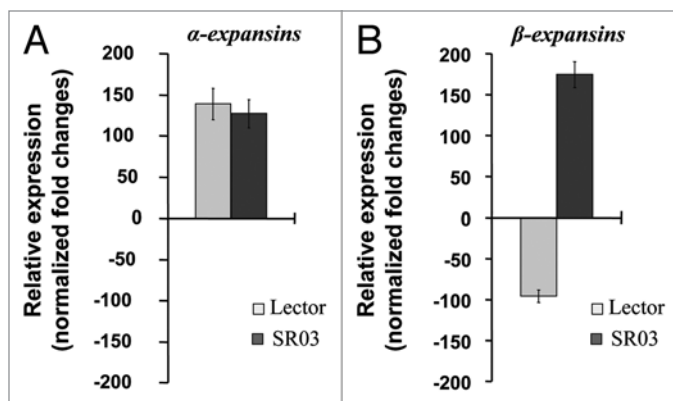 A
α-expansins
Relative expression
(normalized fold changes)
200
150
100
50
0
-50
-100
-150
-200
Lector
SR03
B
β-expansins
Relative expression
(normalized fold changes)
200
150
100
50
0
-50
-100
-150
-200
Lector
SR03